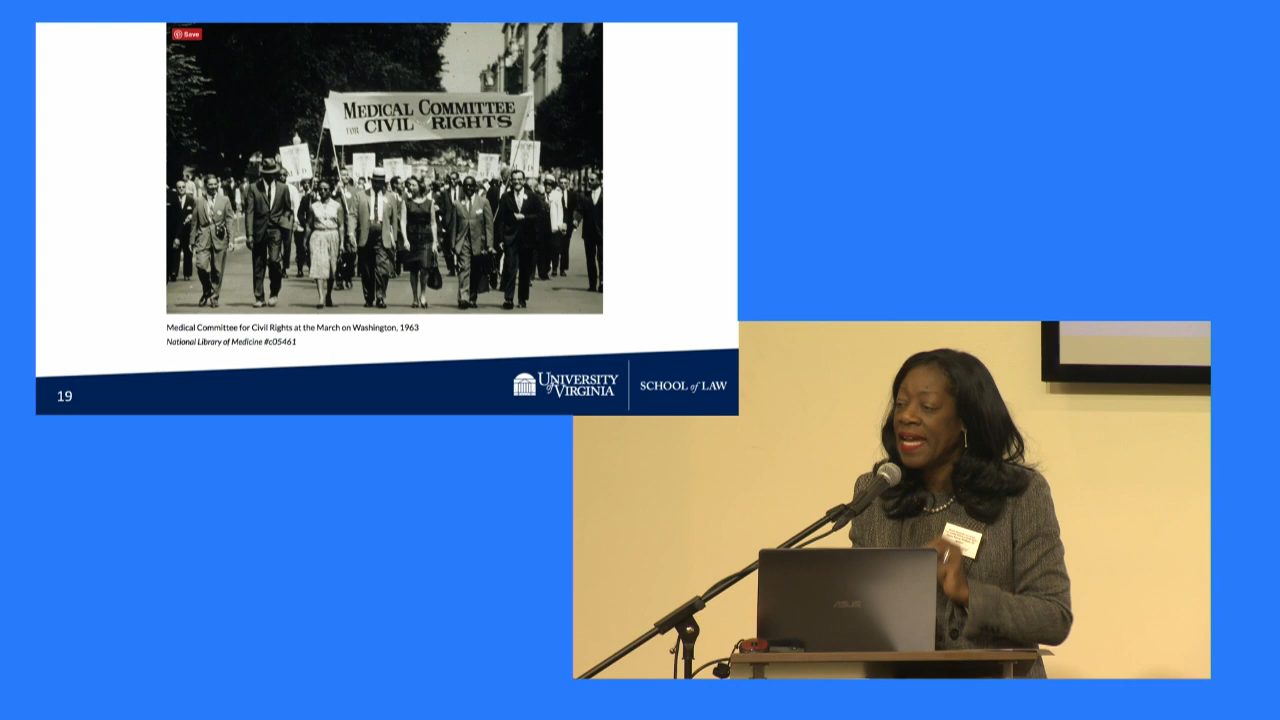 Save
MEDICAL COMMITTEE
FOR CIVIL RIGHTS
Medical Committee for Civil Rights at the March on Washington, 1963
National Library of Medicine #c05461
19
UNIVERSITY
of VIRGINIA
SCHOOL of LAW
ASUS